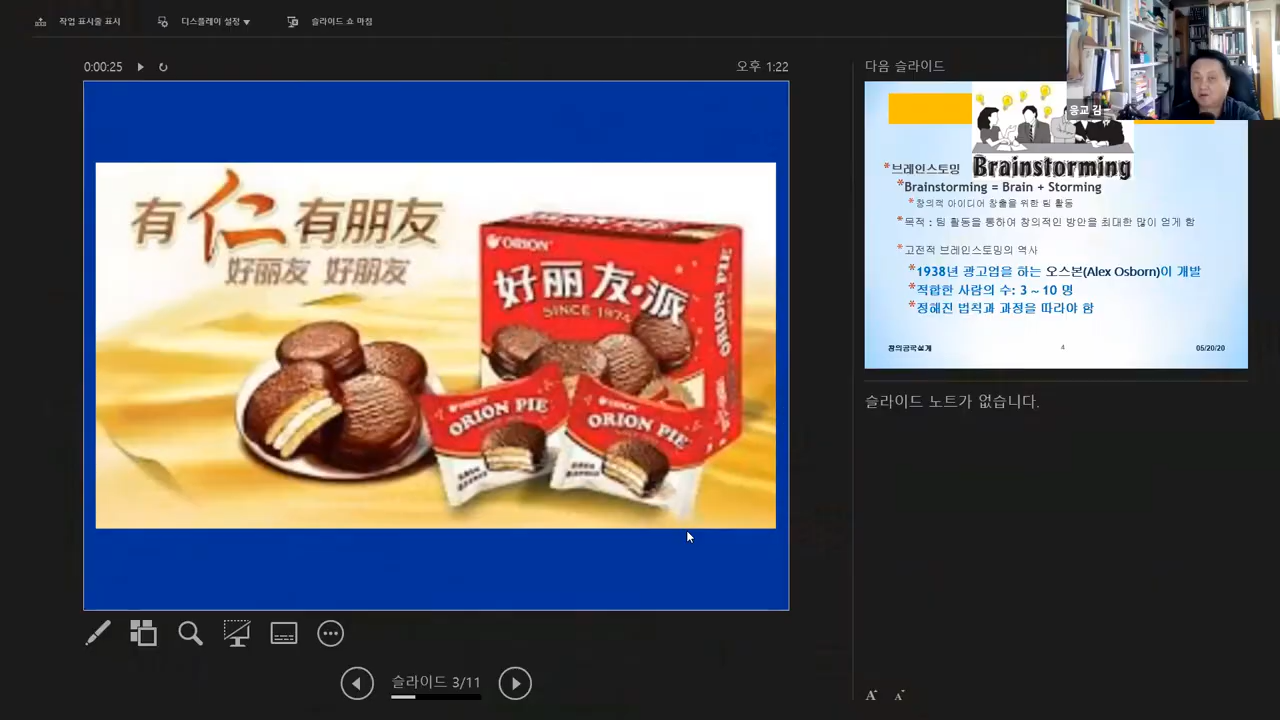 작업 표시줄 표시
디스플레이 설정 ▼
슬라이드 쇼 마침
0:00:25
오후 1:22
有仁有朋友
好丽友 好朋友
ORION
好丽友·派
SINCE 1974
ORION PIE
ORION
ORION PIE
ORION
ORION PIE
슬라이드 3/11
다음 슬라이드
웅교 김
Brainstorming
*브레인스토밍
*Brainstorming = Brain + Storming
*창의적 아이디어 창출을 위한 팀 활동
*목적 : 팀 활동을 통하여 창의적인 방안을 최대한 많이 얻게 함
*고전적 브레인스토밍의 역사
*1938년 광고업을 하는 오스본(Alex Osborn)이 개발
*적합한 사람의 수: 3 ~ 10 명
*정해진 법칙과 과정을 따라야 함
창의공학설계
4
05/20/20
슬라이드 노트가 없습니다.